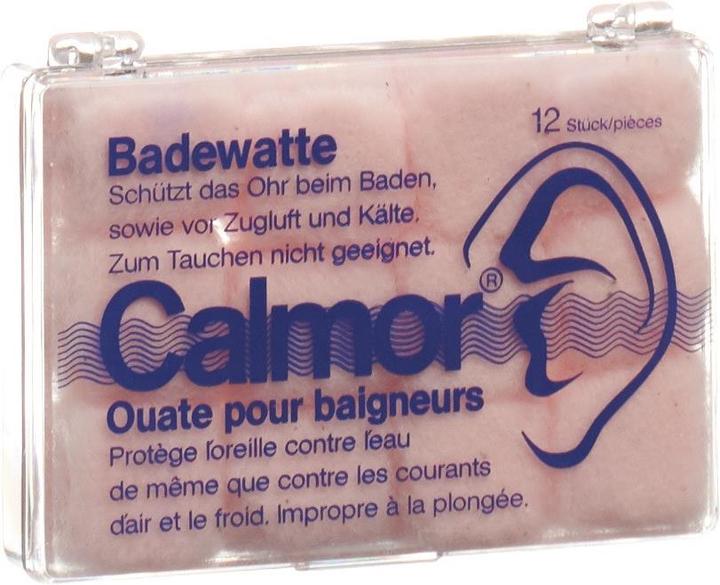 12 Stück/pièces
Badewatte
Schützt das Ohr beim Baden,
sowie vor Zugluft und Kälte.
Zum Tauchen nicht geeignet.
Calmor®
Ouate pour baigneurs
Protège l'oreille contre l'eau
de même que contre les courants
d'air et le froid. Impropre à la plongée.